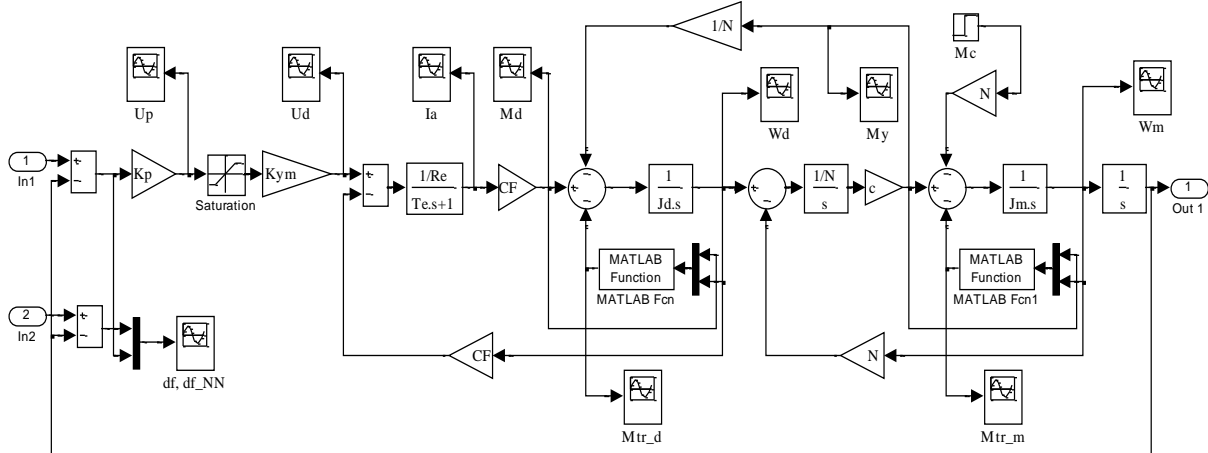 1/N
Mc
N
Up
Ud
Ia
Md
Wd
My
Wm
1
In1
Kp
Saturation
Kym
1/Re
Te.s+1
CF
1
Jd.s
1/N
s
c
1
Jm.s
1
s
1
Out 1
MATLAB
Function
MATLAB Fcn
MATLAB
Function
MATLAB Fcn1
2
In2
df, df_NN
CF
N
Mtr_d
Mtr_m